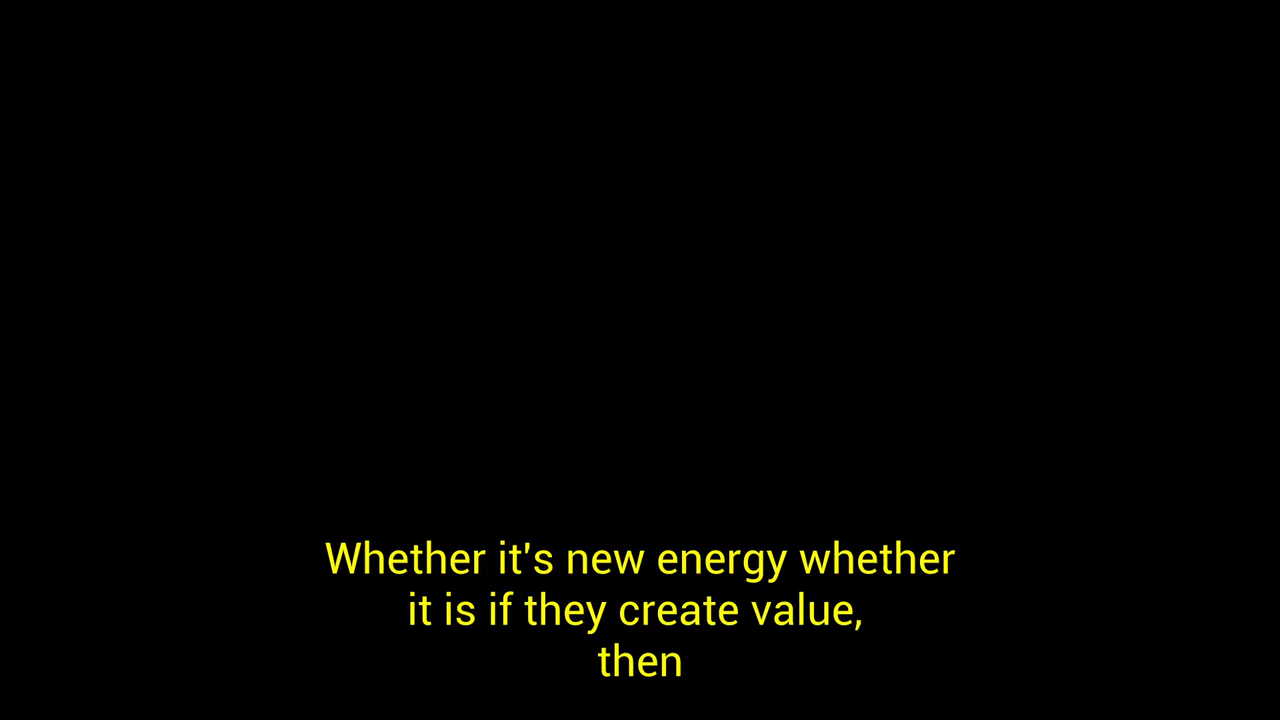 Whether it's new energy whether
it is if they create value,
then